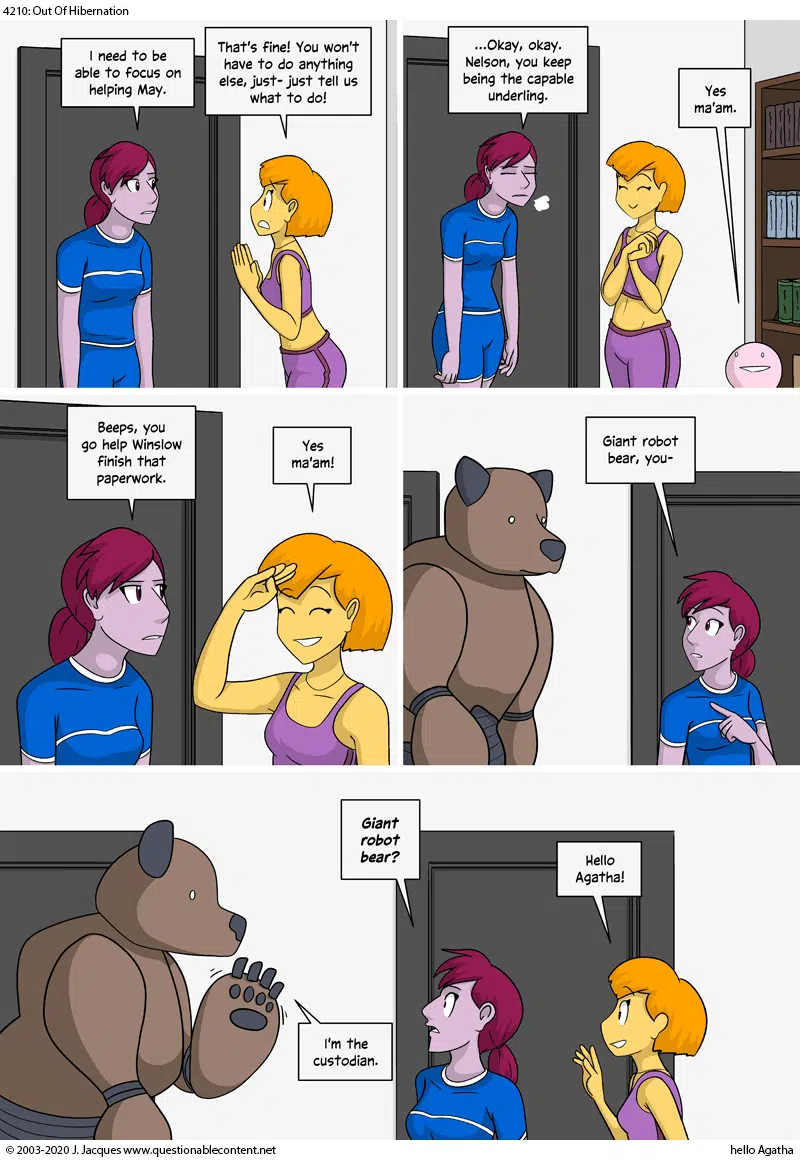 4210: Out Of Hibernation
I need to be
able to focus on
helping May.
That's fine! You won't
have to do anything
else, just- just tell us
what to do!
...Okay, okay.
Nelson, you keep
being the capable
underling.
Yes
ma'am.
Beeps, you
go help Winslow
finish that
paperwork.
Yes
ma'am!
Giant robot
bear, you-
Giant
robot
bear?
Hello
Agatha!
I'm the
custodian.
© 2003-2020 J. Jacques www.questionablecontent.net
hello Agatha